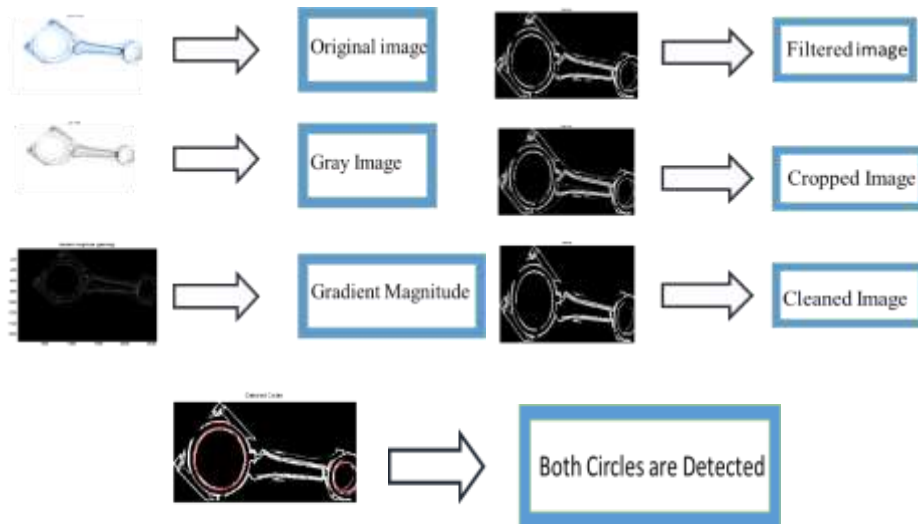 Original image
Filtered image
Gray Image
Cropped Image
Gradient Magnitude
Cleaned Image
Detected Circles
Both Circles are Detected